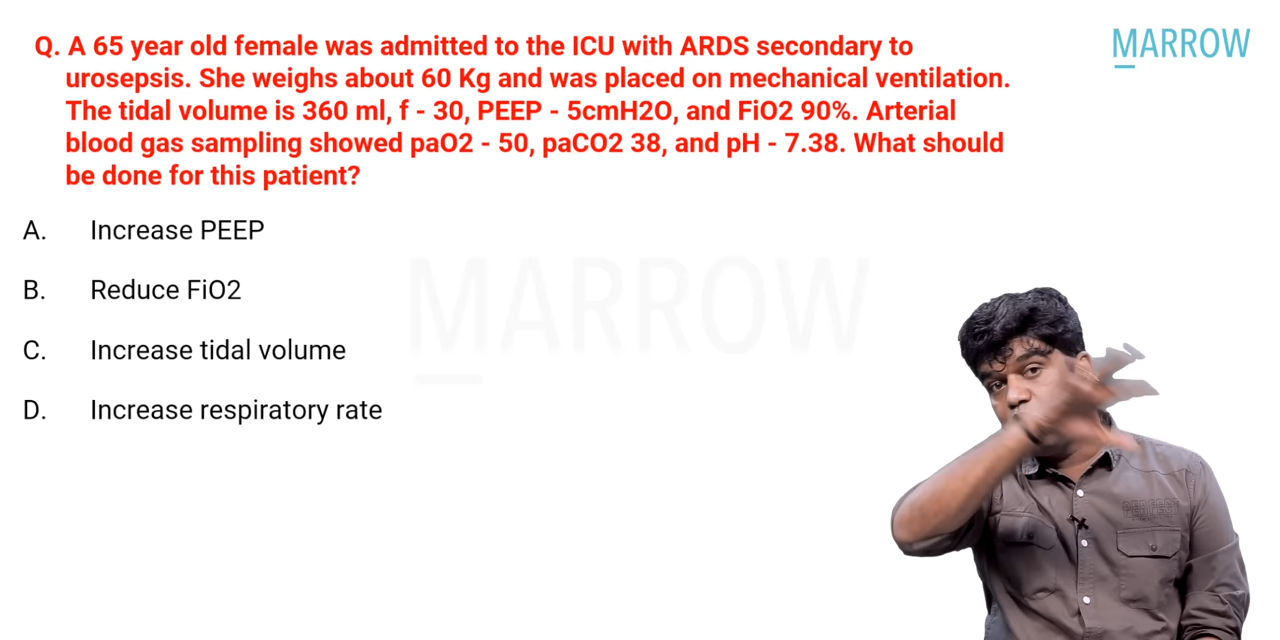 MARROW
Q. A 65 year old female was admitted to the ICU with ARDS secondary to
urosepsis. She weighs about 60 Kg and was placed on mechanical ventilation.
The tidal volume is 360 ml, f - 30, PEEP - 5cmH2O, and FiO2 90%. Arterial
blood gas sampling showed paO2 - 50, paCO2 38, and pH - 7.38. What should
be done for this patient?
A. Increase PEEP
B. Reduce FiO2
C. Increase tidal volume
D. Increase respiratory rate
MARROW